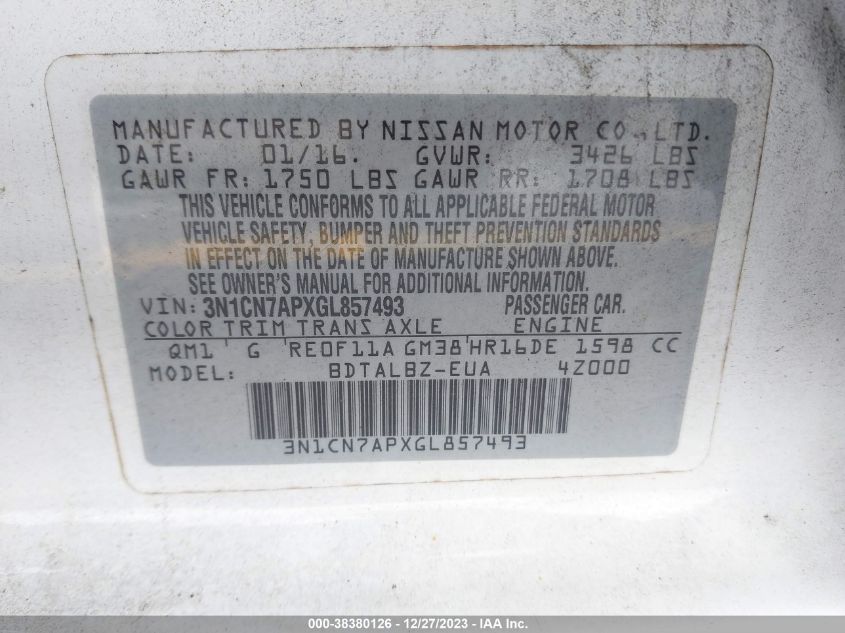 MANUFACTURED BY NISSAN MOTOR CO., LTD.
DATE: 01/16. GVWR: 3426 LBS
GAWR FR: 1750 LBS GAWR RR: 1708 LBS
THIS VEHICLE CONFORMS TO ALL APPLICABLE FEDERAL MOTOR
VEHICLE SAFETY, BUMPER AND THEFT PREVENTION STANDARDS
IN EFFECT ON THE DATE OF MANUFACTURE SHOWN ABOVE.
SEE OWNER'S MANUAL FOR ADDITIONAL INFORMATION.
VIN: 3N1CN7APXGL857493 PASSENGER CAR.
COLOR TRIM TRANS AXLE ENGINE
QM1 G RE0F11A GM38 HR16DE 1598 CC
MODEL: BDTALBZ-EUA 4Z000
3N1CN7APXGL857493
000-38380126 - 12/27/2023 - IAA Inc.